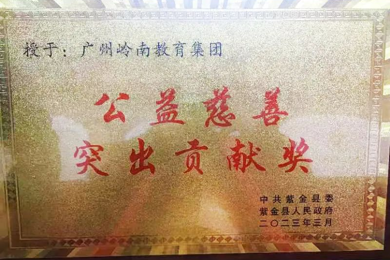 授于：广州岭南教育集团
公益慈善
突出贡献奖
中共紫金县委
紫金县人民政府
二〇二三年三月